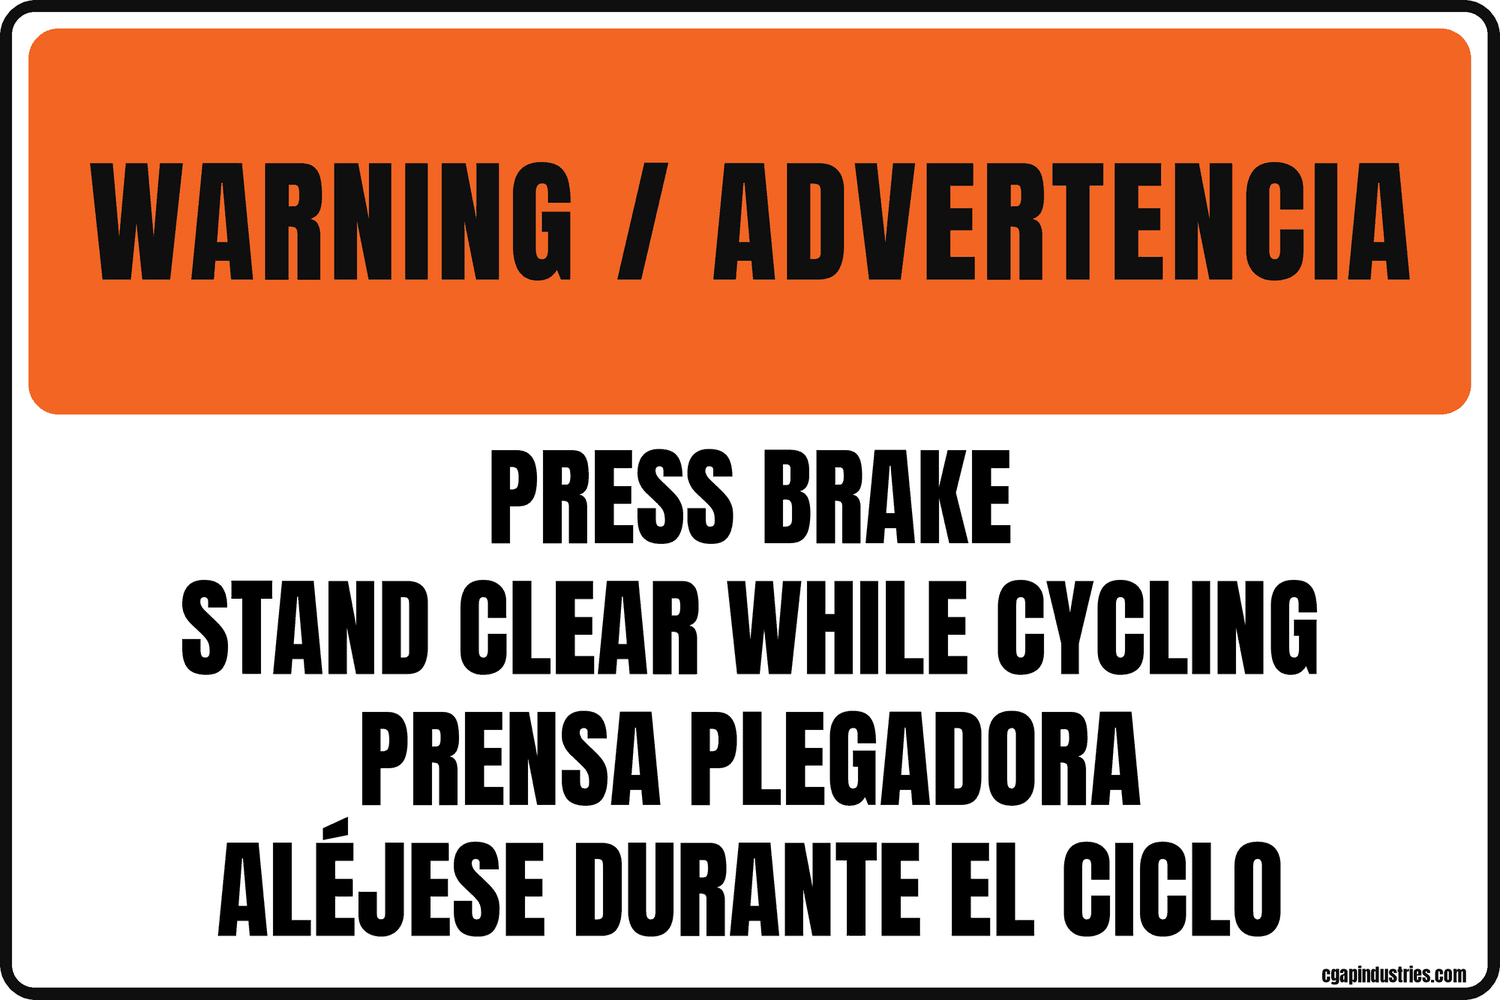 WARNING / ADVERTENCIA
PRESS BRAKE
STAND CLEAR WHILE CYCLING
PRENSA PLEGADORA
ALÉJESE DURANTE EL CICLO
cgapindustries.com